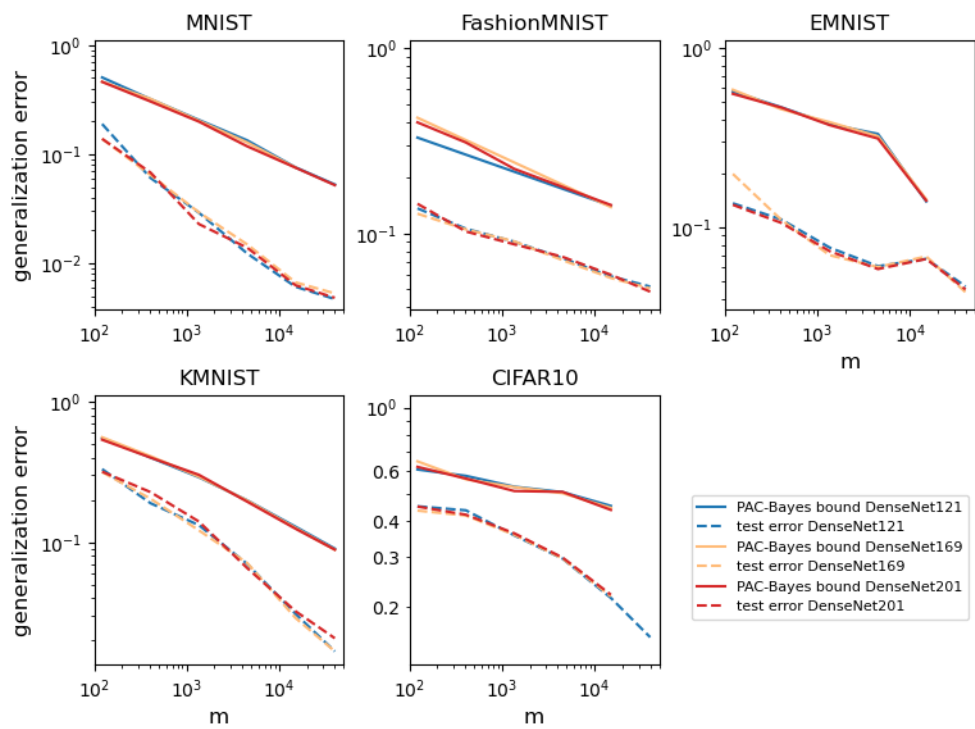 MNIST
FashionMNIST
EMNIST
generalization error
10⁰
10⁻¹
10⁻²
10² 10³ 10⁴
10⁰
10⁻¹
10² 10³ 10⁴
10⁰
10⁻¹
10² 10³ 10⁴
m
KMNIST
CIFAR10
generalization error
10⁰
10⁻¹
10² 10³ 10⁴
m
10⁰
0.6
0.4
0.3
0.2
10² 10³ 10⁴
m
PAC-Bayes bound DenseNet121
test error DenseNet121
PAC-Bayes bound DenseNet169
test error DenseNet169
PAC-Bayes bound DenseNet201
test error DenseNet201